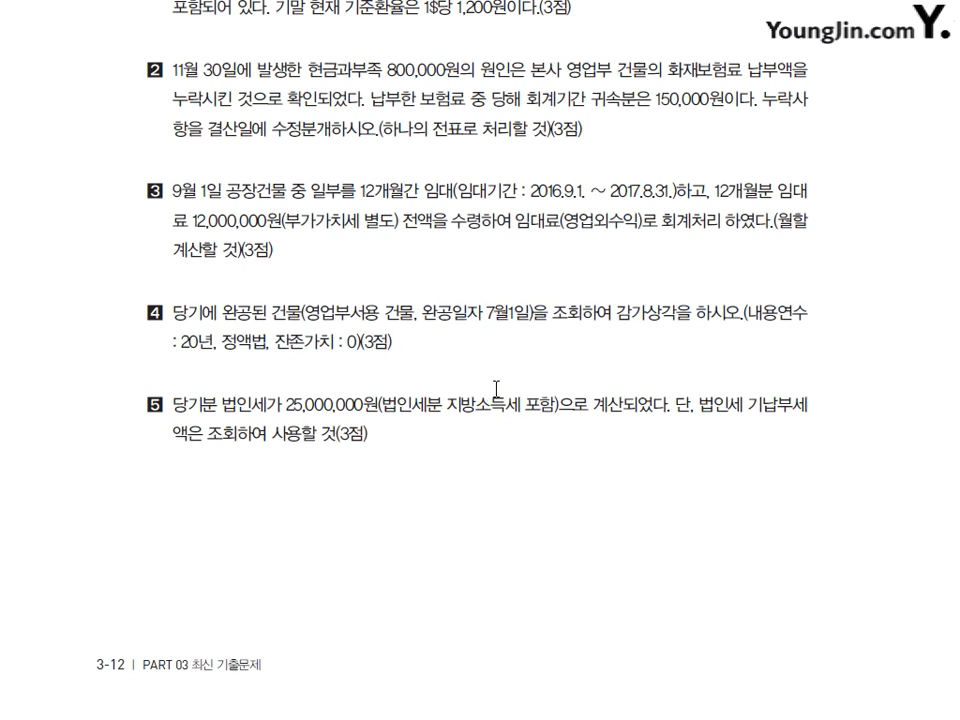 포함되어 있다. 기말 현재 기준환율은 1$당 1,200원이다.(3점)
YoungJin.com Y.
2 11월 30일에 발생한 현금과부족 800,000원의 원인은 본사 영업부 건물의 화재보험료 납부액을
누락시킨 것으로 확인되었다. 납부한 보험료 중 당해 회계기간 귀속분은 150,000원이다. 누락사
항을 결산일에 수정분개하시오.(하나의 전표로 처리할 것)(3점)
3 9월 1일 공장건물 중 일부를 12개월간 임대(임대기간 : 2016.9.1. ~ 2017.8.31.)하고, 12개월분 임대
료 12,000,000원(부가가치세 별도) 전액을 수령하여 임대료(영업외수익)로 회계처리 하였다.(월할
계산할 것)(3점)
4 당기에 완공된 건물(영업부서용 건물, 완공일자 7월1일)을 조회하여 감가상각을 하시오.(내용연수
: 20년, 정액법, 잔존가치 : 0)(3점)
5 당기분 법인세가 25,000,000원(법인세분 지방소득세 포함)으로 계산되었다. 단, 법인세 기납부세
액은 조회하여 사용할 것(3점)
3-12 | PART 03 최신 기출문제